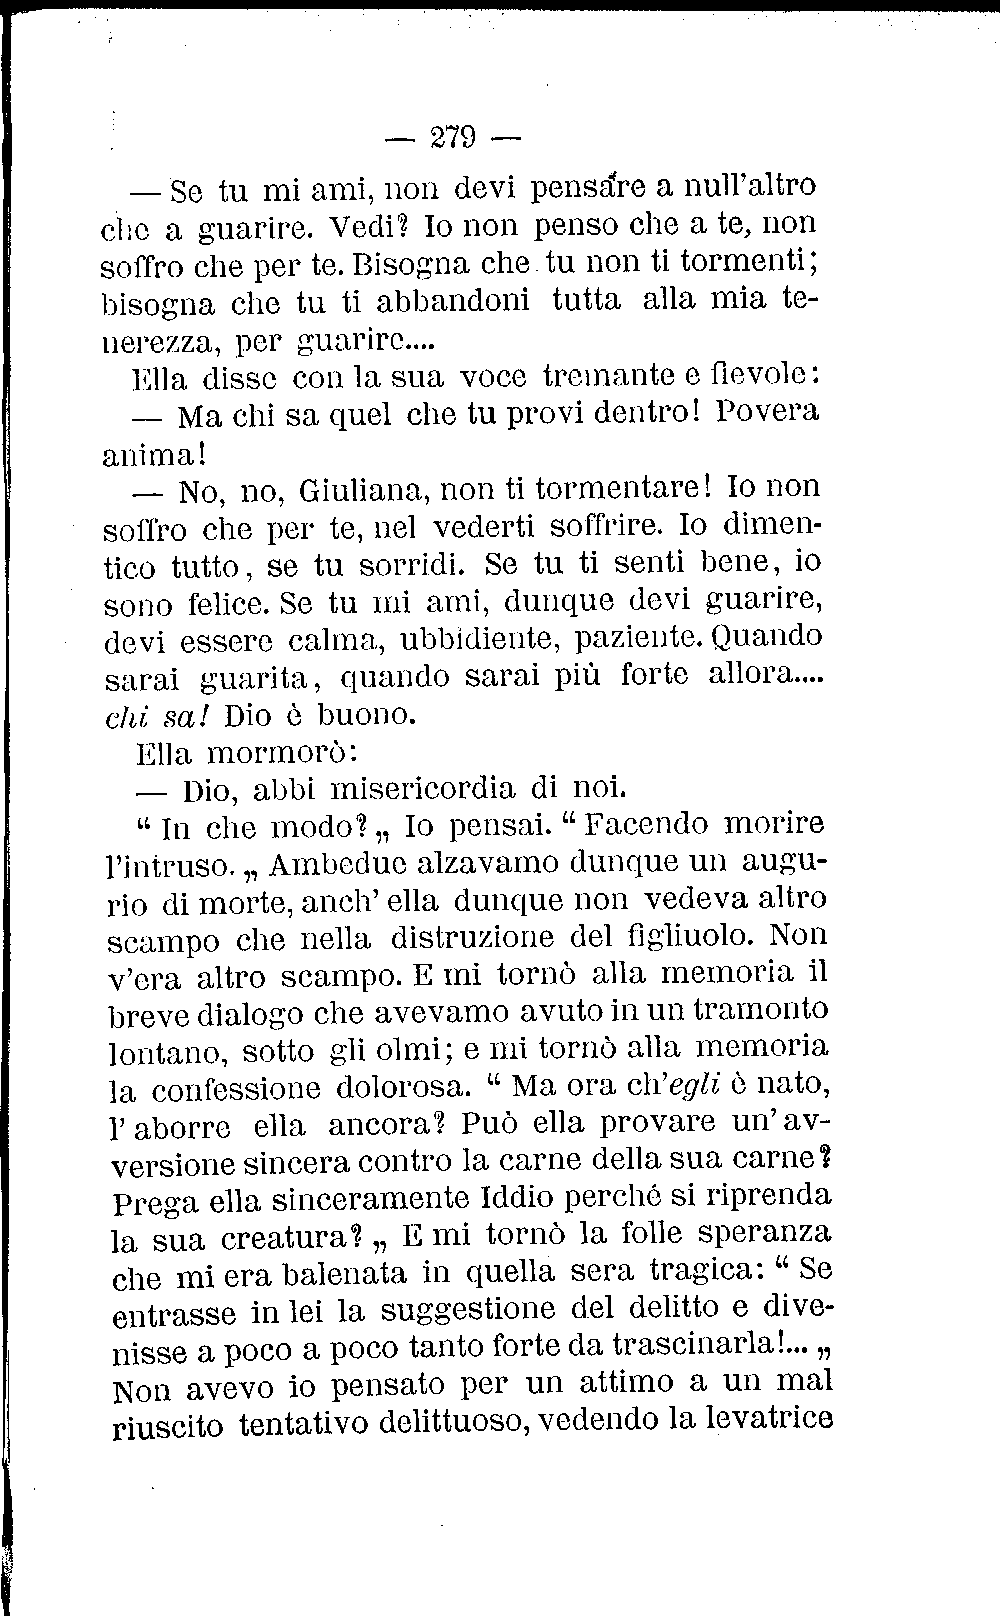 — 279 —
— Se tu mi ami, non devi pensare a null'altro
che a guarire. Vedi? Io non penso che a te, non
soffro che per te. Bisogna che tu non ti tormenti;
bisogna che tu ti abbandoni tutta alla mia te-
nerezza, per guarire....
Ella disse con la sua voce tremante e fievole:
— Ma chi sa quel che tu provi dentro! Povera
anima!
— No, no, Giuliana, non ti tormentare! Io non
soffro che per te, nel vederti soffrire. Io dimen-
tico tutto, se tu sorridi. Se tu ti senti bene, io
sono felice. Se tu mi ami, dunque devi guarire,
devi essere calma, ubbidiente, paziente. Quando
sarai guarita, quando sarai più forte allora....
chi sa! Dio è buono.
Ella mormorò:
— Dio, abbi misericordia di noi.
“ In che modo? „ Io pensai. “ Facendo morire
l'intruso. „ Ambedue alzavamo dunque un augu-
rio di morte, anch' ella dunque non vedeva altro
scampo che nella distruzione del figliuolo. Non
v'era altro scampo. E mi tornò alla memoria il
breve dialogo che avevamo avuto in un tramonto
lontano, sotto gli olmi; e mi tornò alla memoria
la confessione dolorosa. “ Ma ora ch'egli è nato,
l' aborre ella ancora? Può ella provare un' av-
versione sincera contro la carne della sua carne?
Prega ella sinceramente Iddio perché si riprenda
la sua creatura? „ E mi tornò la folle speranza
che mi era balenata in quella sera tragica: “ Se
entrasse in lei la suggestione del delitto e dive-
nisse a poco a poco tanto forte da trascinarla!... „
Non avevo io pensato per un attimo a un mal
riuscito tentativo delittuoso, vedendo la levatrice